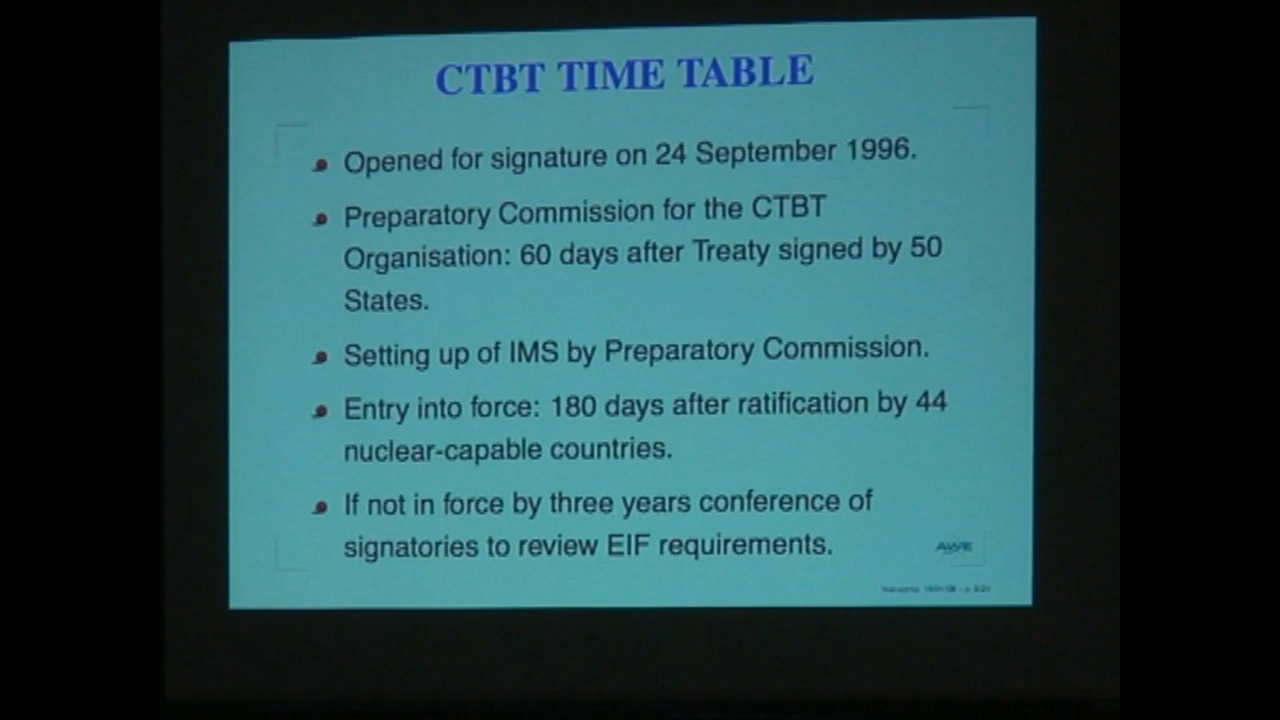 CTBT TIME TABLE
Opened for signature on 24 September 1996.
Preparatory Commission for the CTBT
Organisation: 60 days after Treaty signed by 50
States.
Setting up of IMS by Preparatory Commission.
Entry into force: 180 days after ratification by 44
nuclear-capable countries.
If not in force by three years conference of
signatories to review EIF requirements.
AWE